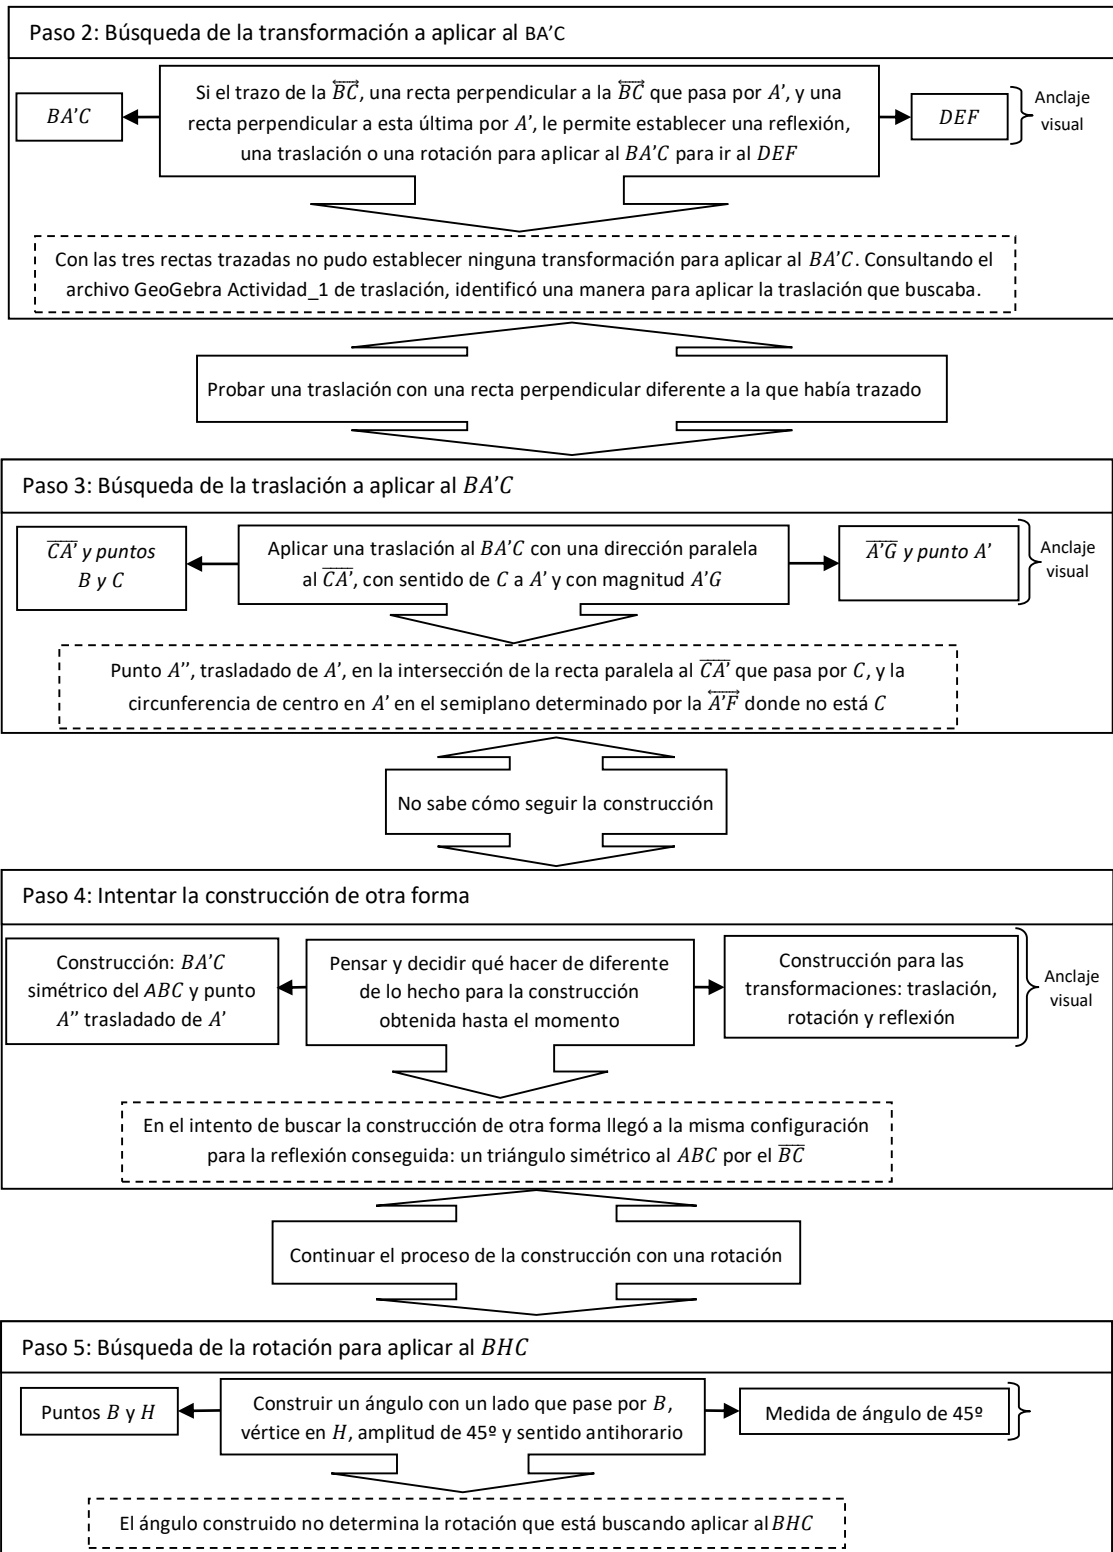 Paso 2: Búsqueda de la transformación a aplicar al BA’C
BA’C
Si el trazo de la BC, una recta perpendicular a la BC que pasa por A’, y una
recta perpendicular a esta última por A’, le permite establecer una reflexión,
una traslación o una rotación para aplicar al BA’C para ir al DEF
DEF
Anclaje
visual
Con las tres rectas trazadas no pudo establecer ninguna transformación para aplicar al BA’C. Consultando el
archivo GeoGebra Actividad_1 de traslación, identificó una manera para aplicar la traslación que buscaba.
Probar una traslación con una recta perpendicular diferente a la que había trazado
Paso 3: Búsqueda de la traslación a aplicar al BA’C
CA’ y puntos
B y C
Aplicar una traslación al BA’C con una dirección paralela
al CA’, con sentido de C a A’ y con magnitud A’G
A’G y punto A’
Anclaje
visual
Punto A’’, trasladado de A’, en la intersección de la recta paralela al CA’ que pasa por C, y la
circunferencia de centro en A’ en el semiplano determinado por la A’F donde no está C
No sabe cómo seguir la construcción
Paso 4: Intentar la construcción de otra forma
Construcción: BA’C
simétrico del ABC y punto
A’’ trasladado de A’
Pensar y decidir qué hacer de diferente
de lo hecho para la construcción
obtenida hasta el momento
Construcción para las
transformaciones: traslación,
rotación y reflexión
Anclaje
visual
En el intento de buscar la construcción de otra forma llegó a la misma configuración
para la reflexión conseguida: un triángulo simétrico al ABC por el BC
Continuar el proceso de la construcción con una rotación
Paso 5: Búsqueda de la rotación para aplicar al BHC
Puntos B y H
Construir un ángulo con un lado que pase por B,
vértice en H, amplitud de 45º y sentido antihorario
Medida de ángulo de 45º
El ángulo construido no determina la rotación que está buscando aplicar al BHC